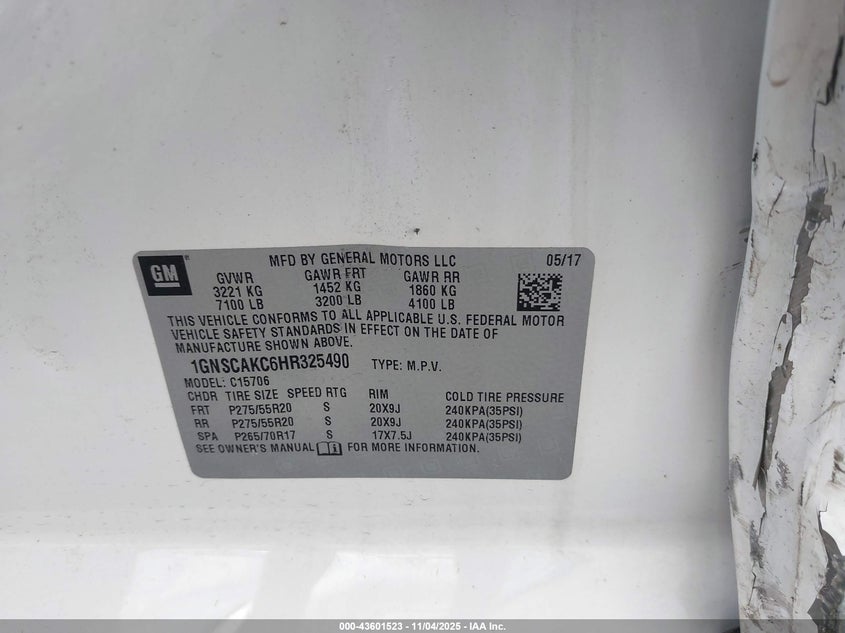 GM
MFD BY GENERAL MOTORS LLC 05/17
GVWR GAWR FRT GAWR RR
3221 KG 1452 KG 1860 KG
7100 LB 3200 LB 4100 LB
THIS VEHICLE CONFORMS TO ALL APPLICABLE U.S. FEDERAL MOTOR
VEHICLE SAFETY STANDARDS IN EFFECT ON THE DATE OF
MANUFACTURE SHOWN ABOVE.
1GNSCAKC6HR325490 TYPE: M.P.V.
MODEL: C15706
CHDR TIRE SIZE SPEED RTG RIM COLD TIRE PRESSURE
FRT P275/55R20 S 20X9J 240KPA(35PSI)
RR P275/55R20 S 20X9J 240KPA(35PSI)
SPA P265/70R17 S 17X7.5J 240KPA(35PSI)
SEE OWNER'S MANUAL FOR MORE INFORMATION.
000-43601523 - 11/04/2025 - IAA Inc.